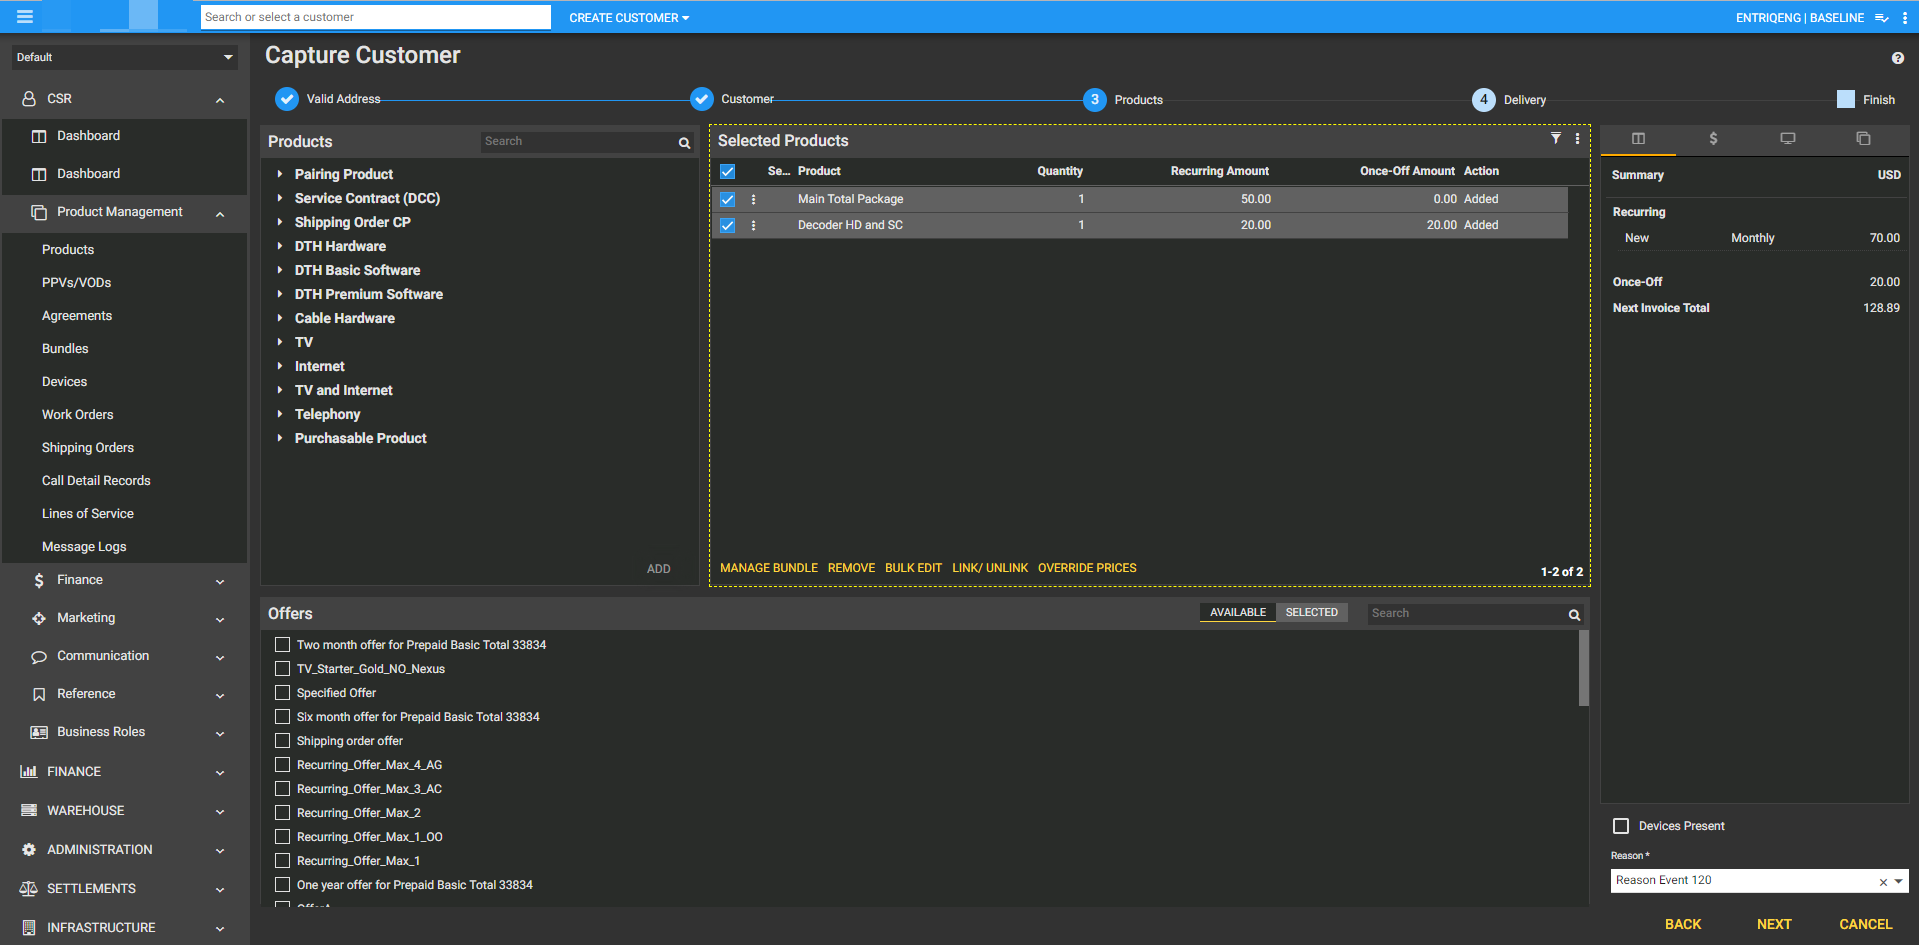 Search or select a customer
CREATE CUSTOMER
ENTRIQENG | BASELINE
Default
Capture Customer
Valid Address
Customer
3 Products
4 Delivery
Finish
CSR
Dashboard
Dashboard
Product Management
Products
PPVs/VODs
Agreements
Bundles
Devices
Work Orders
Shipping Orders
Call Detail Records
Lines of Service
Message Logs
Finance
Marketing
Communication
Reference
Business Roles
FINANCE
WAREHOUSE
ADMINISTRATION
SETTLEMENTS
INFRASTRUCTURE
Products
Search
Pairing Product
Service Contract (DCC)
Shipping Order CP
DTH Hardware
DTH Basic Software
DTH Premium Software
Cable Hardware
TV
Internet
TV and Internet
Telephony
Purchasable Product
ADD
Selected Products
Se... Product Quantity Recurring Amount Once-Off Amount Action
Main Total Package 1 50.00 0.00 Added
Decoder HD and SC 1 20.00 20.00 Added
MANAGE BUNDLE REMOVE BULK EDIT LINK/ UNLINK OVERRIDE PRICES
1-2 of 2
Offers
AVAILABLE SELECTED
Search
Two month offer for Prepaid Basic Total 33834
TV_Starter_Gold_NO_Nexus
Specified Offer
Six month offer for Prepaid Basic Total 33834
Shipping order offer
Recurring_Offer_Max_4_AG
Recurring_Offer_Max_3_AC
Recurring_Offer_Max_2
Recurring_Offer_Max_1_OO
Recurring_Offer_Max_1
One year offer for Prepaid Basic Total 33834
$
Summary USD
Recurring
New Monthly 70.00
Once-Off 20.00
Next Invoice Total 128.89
Devices Present
Reason *
Reason Event 120
BACK NEXT CANCEL